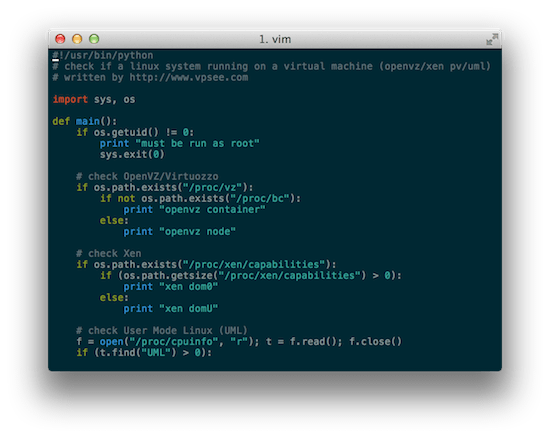 1. vim
#!/usr/bin/python
# check if a linux system running on a virtual machine (openvz/xen pv/uml)
# written by http://www.vpsee.com
import sys, os
def main():
    if os.getuid() != 0:
        print "must be run as root"
        sys.exit(0)
    # check OpenVZ/Virtuozzo
    if os.path.exists("/proc/vz"):
        if not os.path.exists("/proc/bc"):
            print "openvz container"
        else:
            print "openvz node"
    # check Xen
    if os.path.exists("/proc/xen/capabilities"):
        if (os.path.getsize("/proc/xen/capabilities") > 0):
            print "xen dom0"
        else:
            print "xen domU"
    # check User Mode Linux (UML)
    f = open("/proc/cpuinfo", "r"); t = f.read(); f.close()
    if (t.find("UML") > 0):